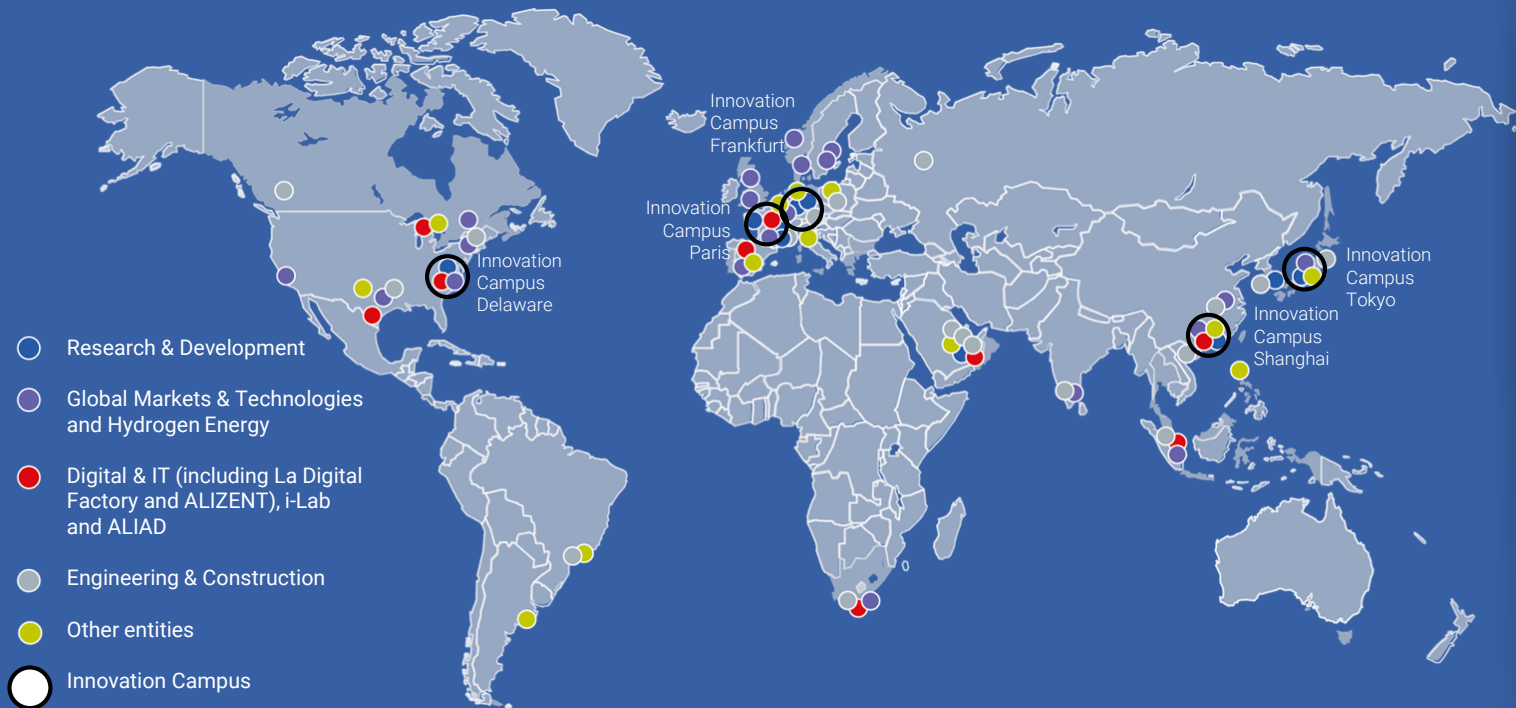 Innovation
Campus
Frankfurt
Innovation
Campus
Paris
Innovation
Campus
Delaware
Innovation
Campus
Tokyo
Innovation
Campus
Shanghai
Research & Development
Global Markets & Technologies
and Hydrogen Energy
Digital & IT (including La Digital
Factory and ALIZENT), i-Lab
and ALIAD
Engineering & Construction
Other entities
Innovation Campus